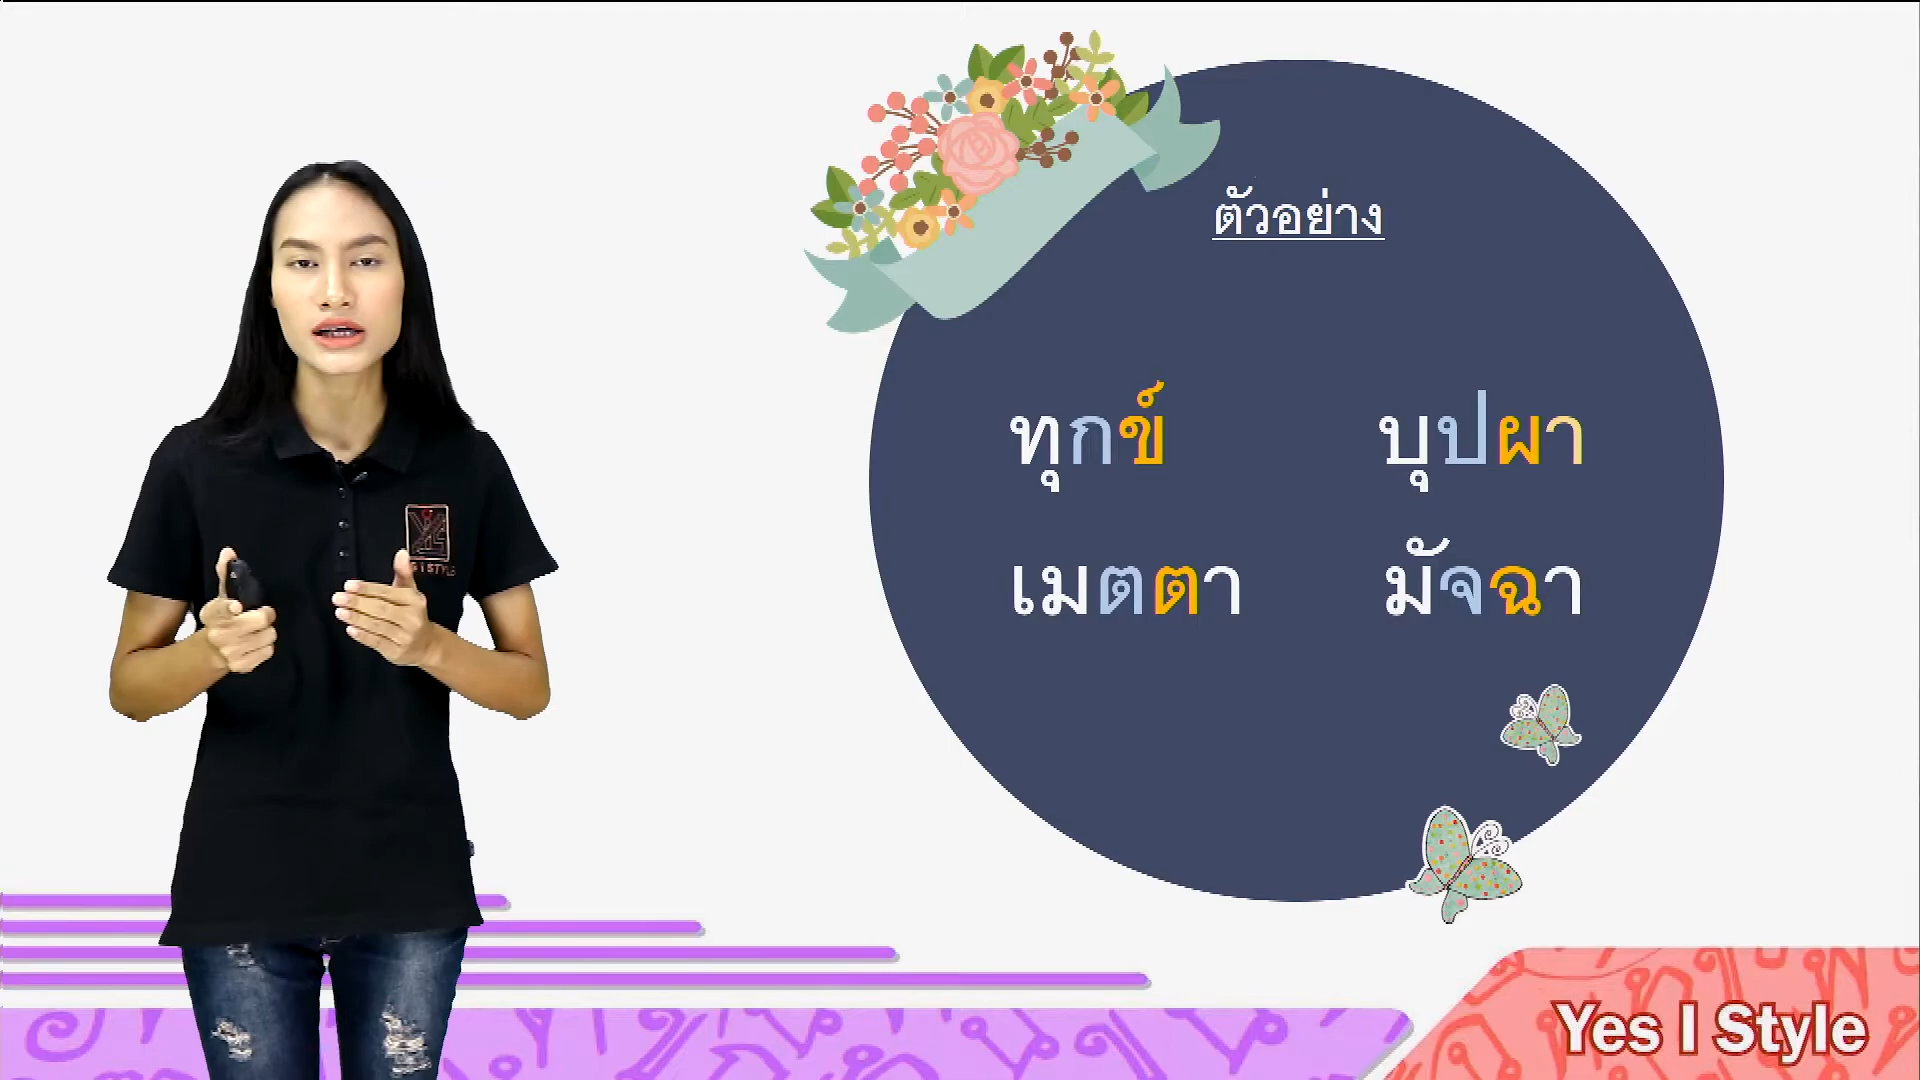 ตัวอย่าง
ทุกข์ บุปผา
เมตตา มัจฉา
Yes I Style